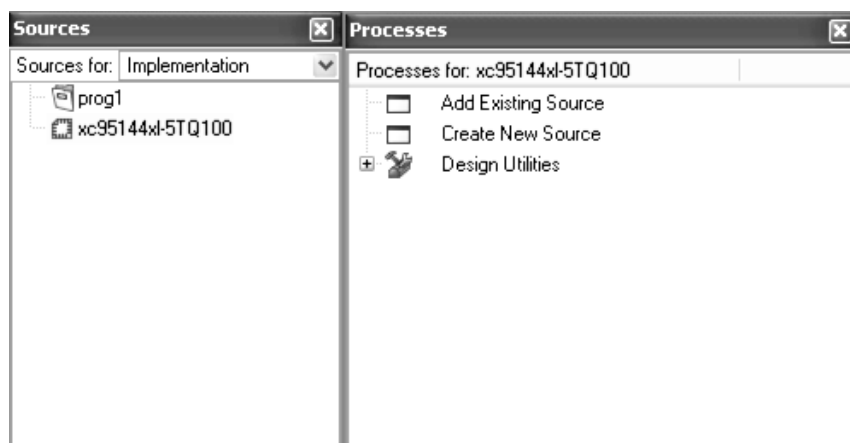 Sources
Sources for: Implementation
prog1
xc95144xl-5TQ100
Processes
Processes for: xc95144xl-5TQ100
Add Existing Source
Create New Source
Design Utilities